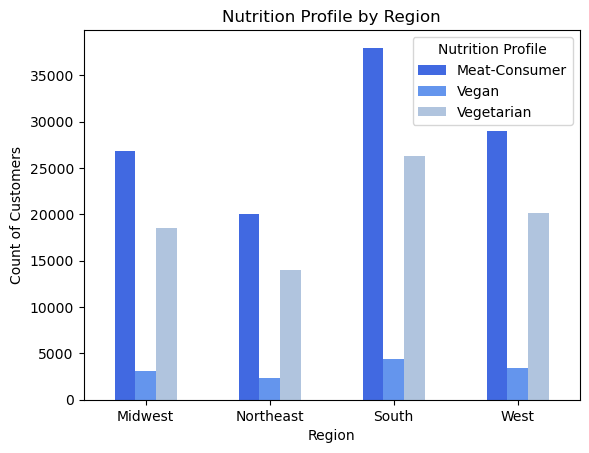 Nutrition Profile by Region
Nutrition Profile
Meat-Consumer
Vegan
Vegetarian
Count of Customers
35000
30000
25000
20000
15000
10000
5000
0
Midwest Northeast South West
Region